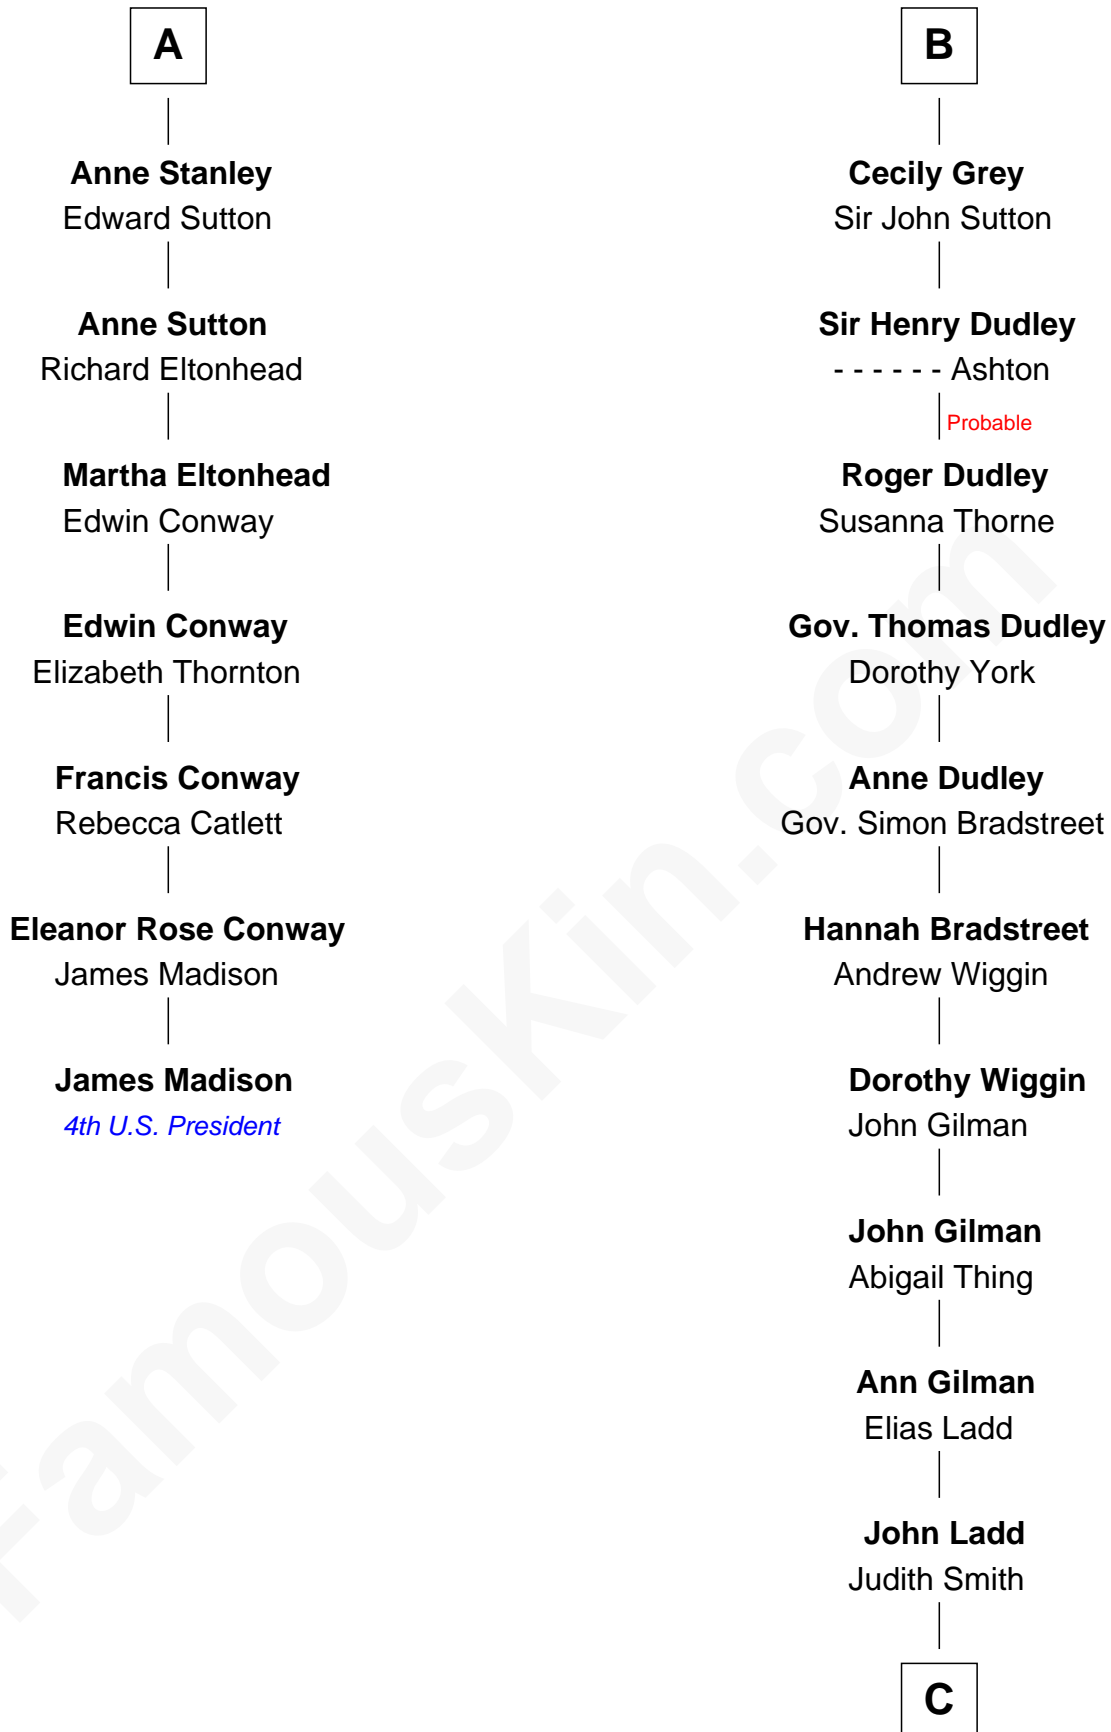 A
Anne Stanley
Edward Sutton
Anne Sutton
Richard Eltonhead
Martha Eltonhead
Edwin Conway
Edwin Conway
Elizabeth Thornton
Francis Conway
Rebecca Catlett
Eleanor Rose Conway
James Madison
James Madison
4th U.S. President
B
Cecily Grey
Sir John Sutton
Sir Henry Dudley
- - - - - - Ashton
Probable
Roger Dudley
Susanna Thorne
Gov. Thomas Dudley
Dorothy York
Anne Dudley
Gov. Simon Bradstreet
Hannah Bradstreet
Andrew Wiggin
Dorothy Wiggin
John Gilman
John Gilman
Abigail Thing
Ann Gilman
Elias Ladd
John Ladd
Judith Smith
C
FamousKin.com